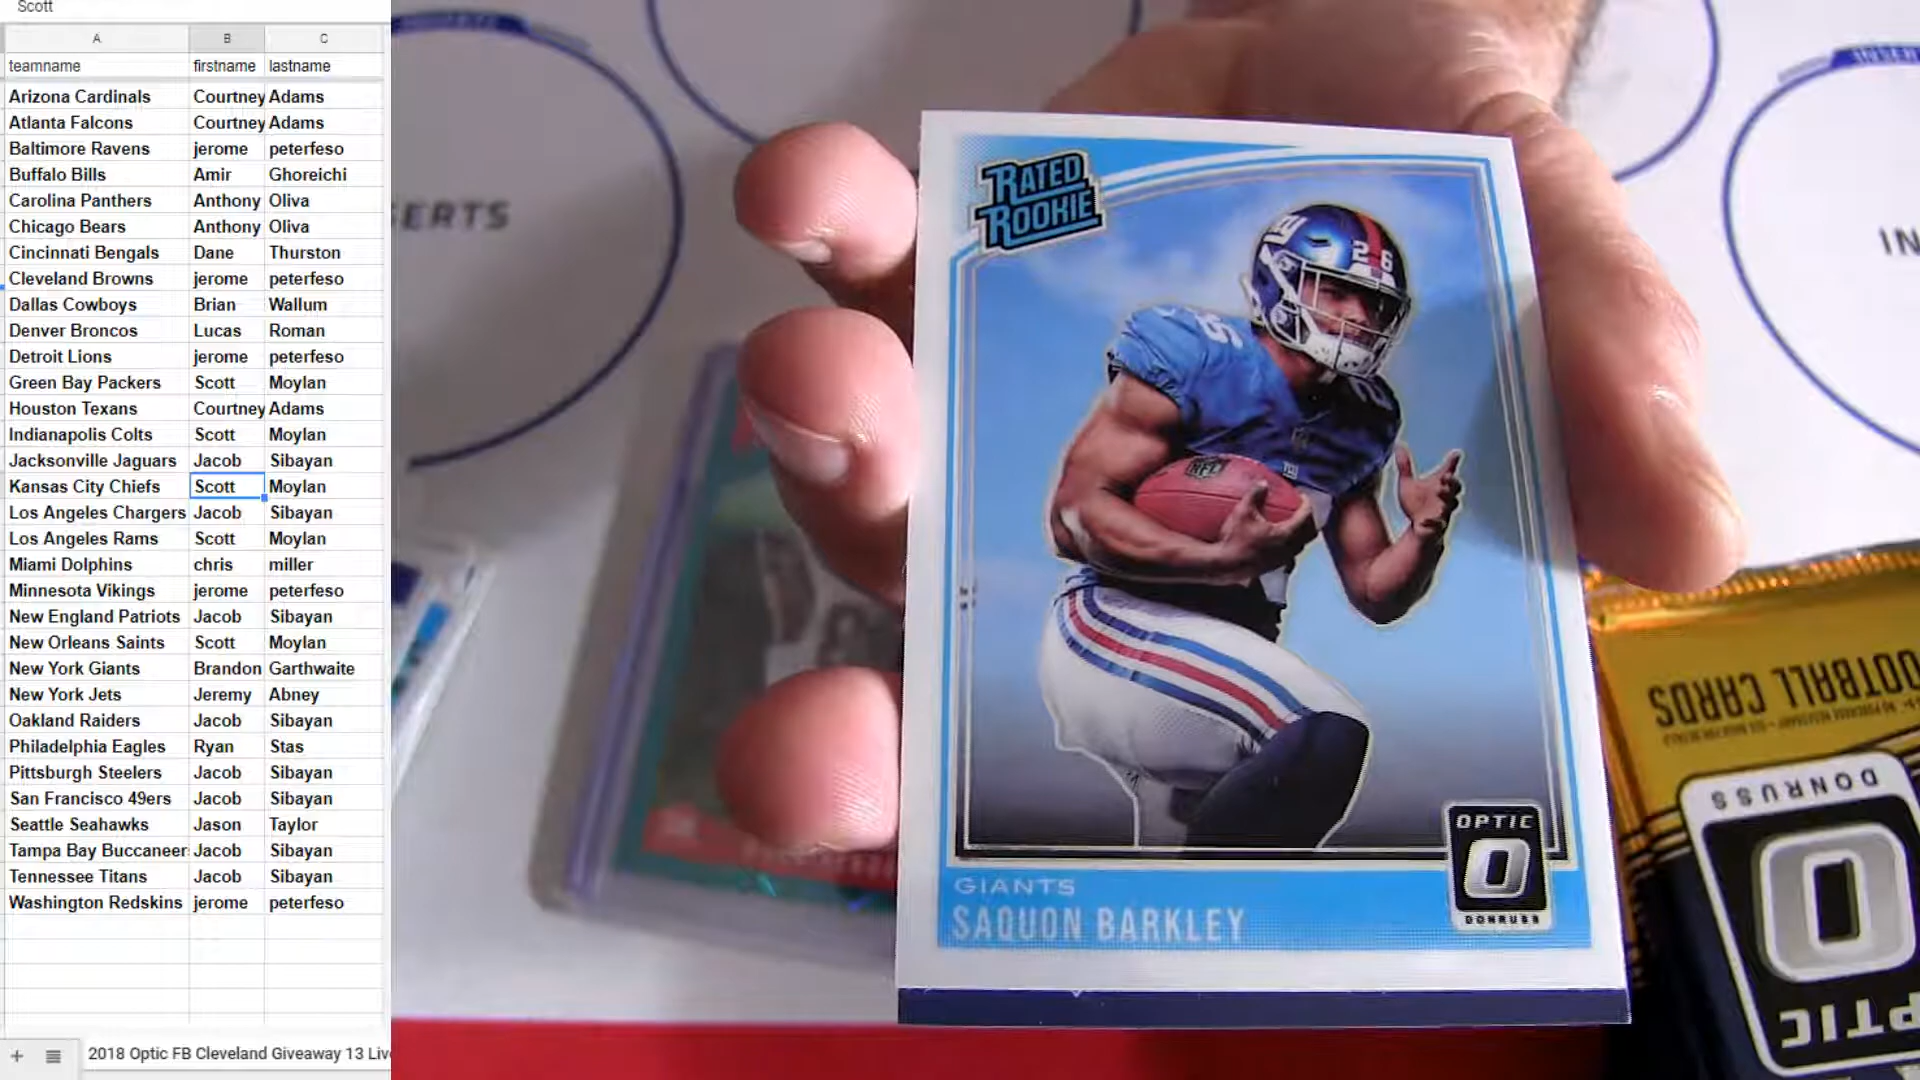 Scott
A B C
teamname firstname lastname
Arizona Cardinals Courtney Adams
Atlanta Falcons Courtney Adams
Baltimore Ravens jerome peterfeso
Buffalo Bills Amir Ghoreichi
Carolina Panthers Anthony Oliva
Chicago Bears Anthony Oliva
Cincinnati Bengals Dane Thurston
Cleveland Browns jerome peterfeso
Dallas Cowboys Brian Wallum
Denver Broncos Lucas Roman
Detroit Lions jerome peterfeso
Green Bay Packers Scott Moylan
Houston Texans Courtney Adams
Indianapolis Colts Scott Moylan
Jacksonville Jaguars Jacob Sibayan
Kansas City Chiefs Scott Moylan
Los Angeles Chargers Jacob Sibayan
Los Angeles Rams Scott Moylan
Miami Dolphins chris miller
Minnesota Vikings jerome peterfeso
New England Patriots Jacob Sibayan
New Orleans Saints Scott Moylan
New York Giants Brandon Garthwaite
New York Jets Jeremy Abney
Oakland Raiders Jacob Sibayan
Philadelphia Eagles Ryan Stas
Pittsburgh Steelers Jacob Sibayan
San Francisco 49ers Jacob Sibayan
Seattle Seahawks Jason Taylor
Tampa Bay Buccaneer Jacob Sibayan
Tennessee Titans Jacob Sibayan
Washington Redskins jerome peterfeso
2018 Optic FB Cleveland Giveaway 13 Liv
SERTS
IN
RATED
ROOKIE
26
NFL
OPTIC
DONRUSS
GIANTS
SAQUON BARKLEY
OOTBALL CARDS
DONRUSS
OPTIC